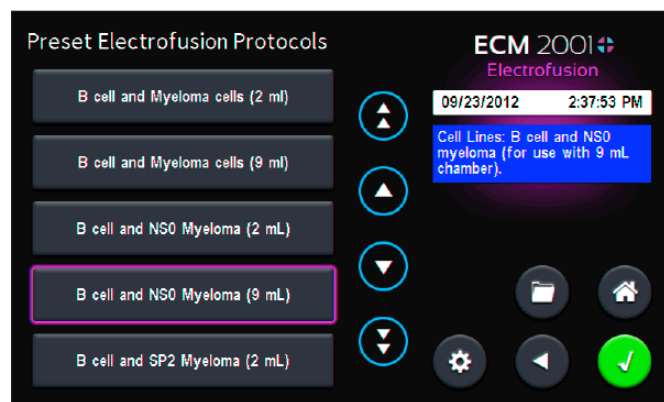 Preset Electrofusion Protocols
B cell and Myeloma cells (2 ml)
B cell and Myeloma cells (9 ml)
B cell and NS0 Myeloma (2 mL)
B cell and NS0 Myeloma (9 mL)
B cell and SP2 Myeloma (2 mL)
ECM 2001+
Electrofusion
09/23/2012 2:37:53 PM
Cell Lines: B cell and NS0
myeloma (for use with 9 mL
chamber).